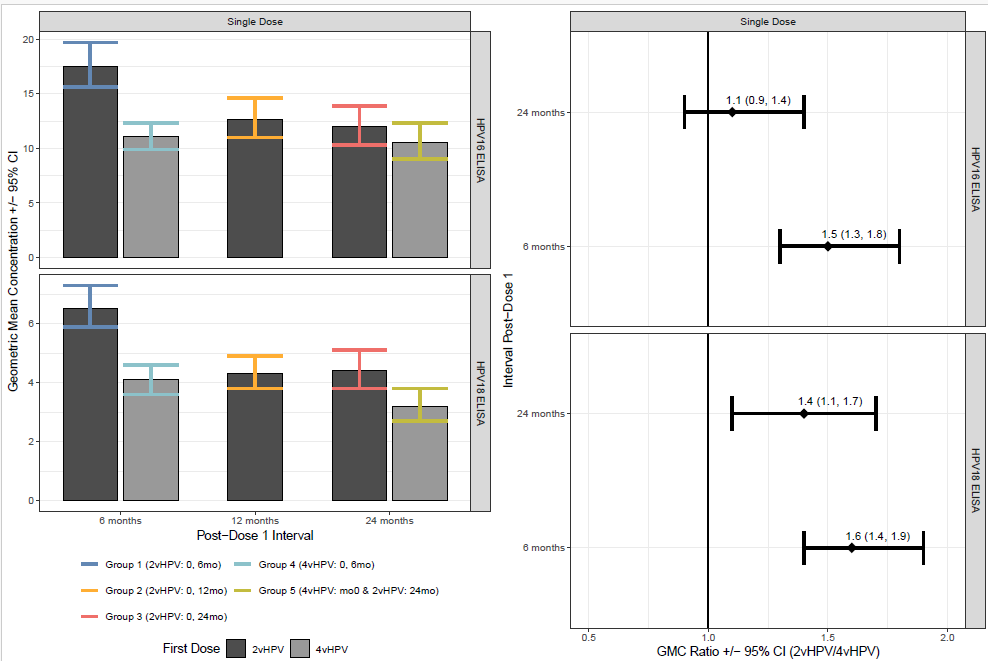 Single Dose
20
15
10
5
0
HPV16 ELISA
6
4
2
0
HPV18 ELISA
Geometric Mean Concentration +/− 95% CI
6 months
12 months
24 months
Post−Dose 1 Interval
Group 1 (2vHPV: 0, 6mo)
Group 4 (4vHPV: 0, 6mo)
Group 2 (2vHPV: 0, 12mo)
Group 5 (4vHPV: mo0 & 2vHPV: 24mo)
Group 3 (2vHPV: 0, 24mo)
First Dose 2vHPV 4vHPV
Single Dose
24 months
1.1 (0.9, 1.4)
6 months
1.5 (1.3, 1.8)
HPV16 ELISA
24 months
1.4 (1.1, 1.7)
6 months
1.6 (1.4, 1.9)
HPV18 ELISA
Interval Post−Dose 1
0.5
1.0
1.5
2.0
GMC Ratio +/− 95% CI (2vHPV/4vHPV)